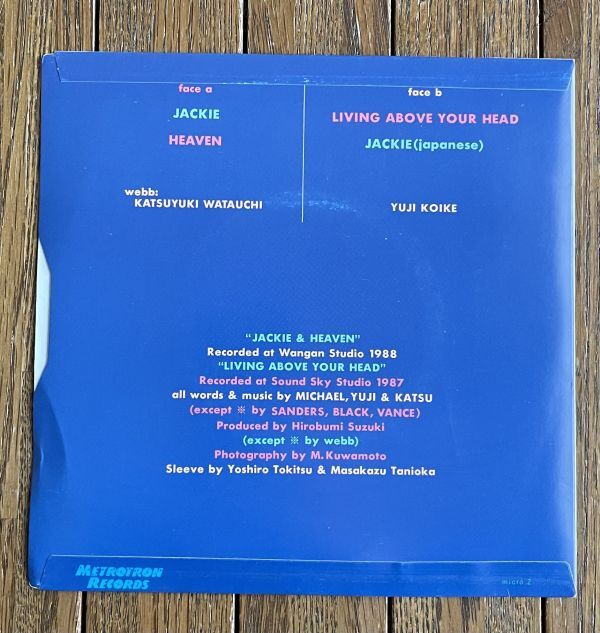 face a
JACKIE
HEAVEN
webb:
KATSUYUKI WATAUCHI
face b
LIVING ABOVE YOUR HEAD
JACKIE(japanese)
YUJI KOIKE
"JACKIE & HEAVEN"
Recorded at Wangan Studio 1988
"LIVING ABOVE YOUR HEAD"
Recorded at Sound Sky Studio 1987
all words & music by MICHAEL, YUJI & KATSU
(except ※ by SANDERS, BLACK, VANCE)
Produced by Hirobumi Suzuki
(except ※ by webb)
Photography by M.Kuwamoto
Sleeve by Yoshiro Tokitsu & Masakazu Tanioka
METROTRON
RECORDS
micro 2